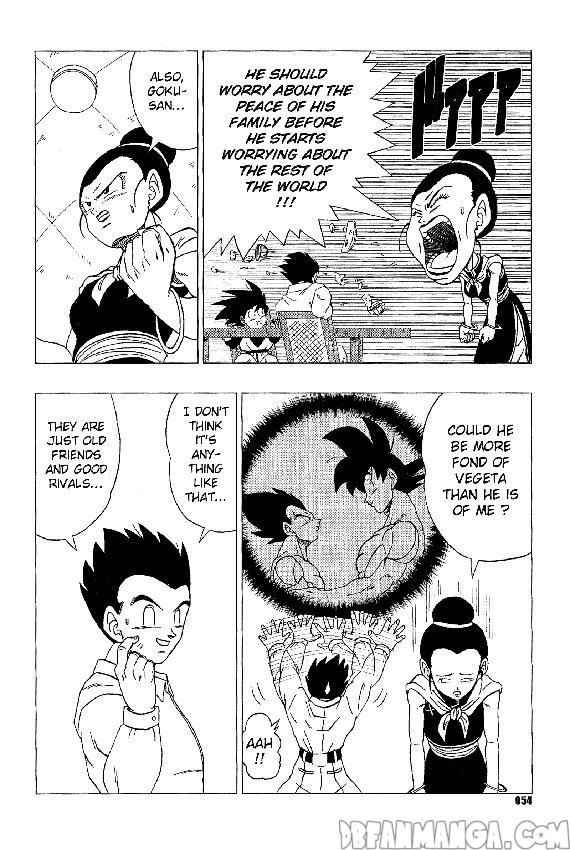 HE SHOULD
WORRY ABOUT THE
PEACE OF HIS
FAMILY BEFORE
HE STARTS
WORRYING ABOUT
THE REST OF
THE WORLD
!!!
ALSO,
GOKU-
SAN...
COULD HE
BE MORE
FOND OF
VEGETA
THAN HE IS
OF ME ?
AAH
!!
I DON'T
THINK
IT'S
ANY-
THING
LIKE
THAT...
THEY ARE
JUST OLD
FRIENDS
AND GOOD
RIVALS...
054
DBFANMANGA.COM